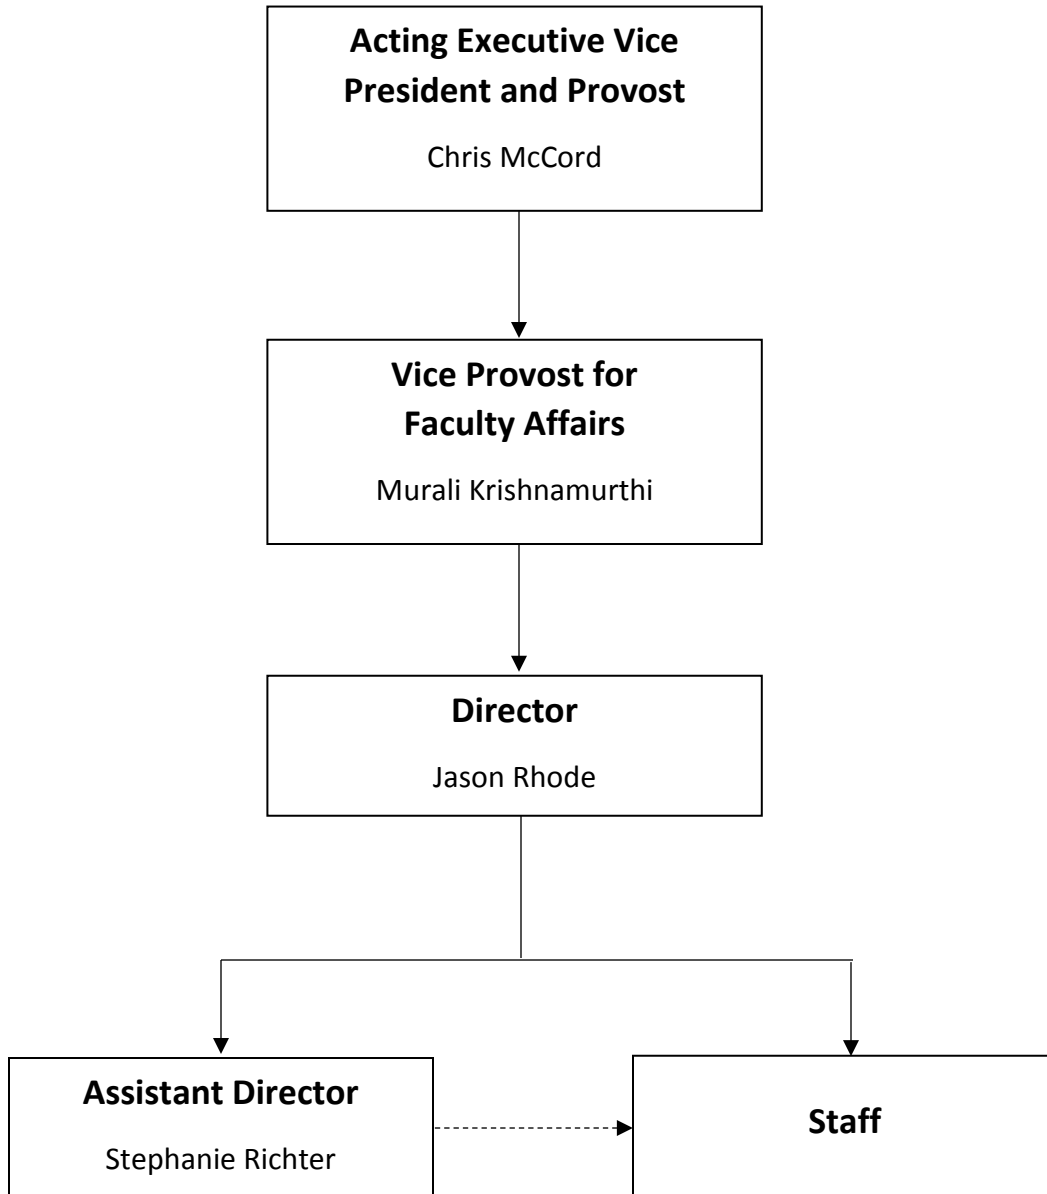 Acting Executive Vice
President and Provost
Chris McCord
Vice Provost for
Faculty Affairs
Murali Krishnamurthi
Director
Jason Rhode
Assistant Director
Stephanie Richter
Staff